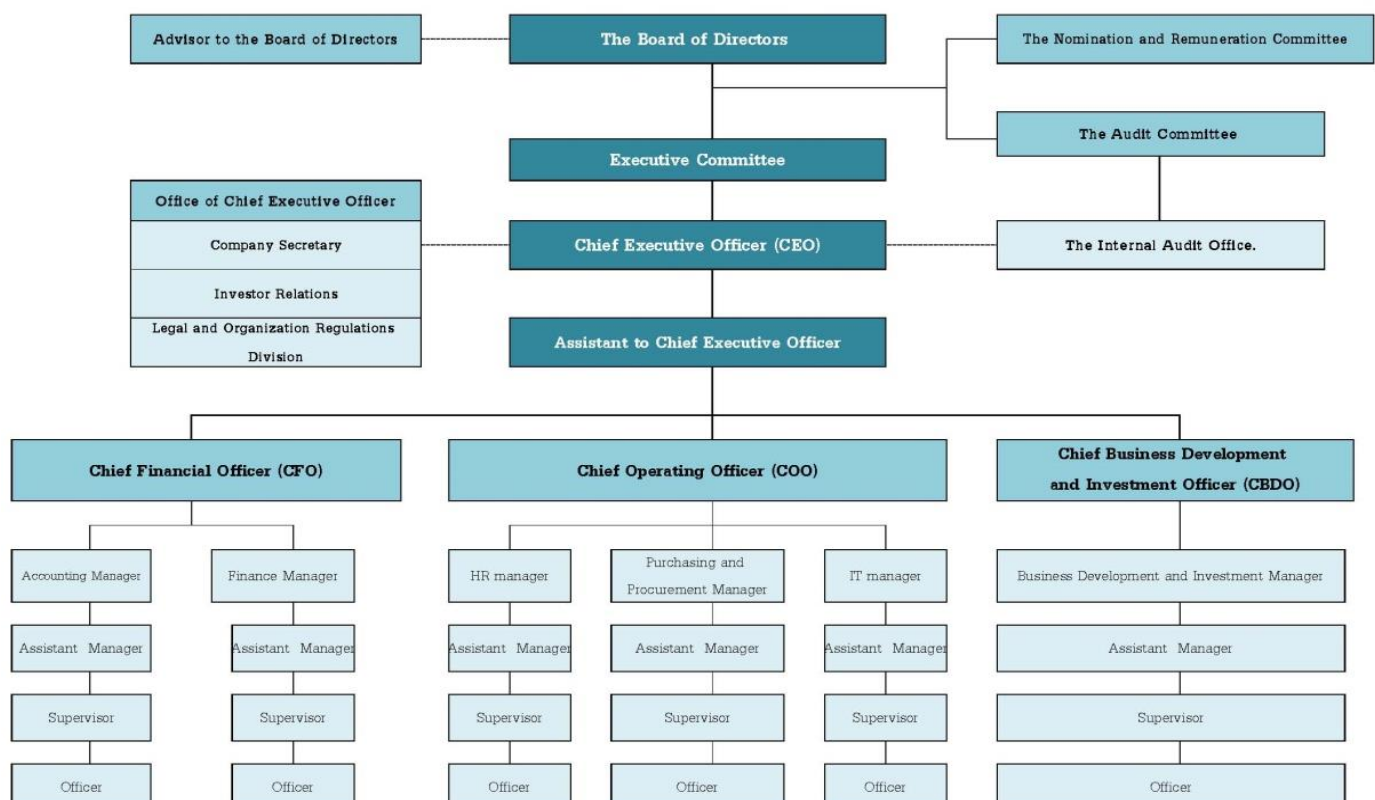 Advisor to the Board of Directors
The Board of Directors
The Nomination and Remuneration Committee
The Audit Committee
Executive Committee
Office of Chief Executive Officer
Company Secretary
Chief Executive Officer (CEO)
The Internal Audit Office.
Investor Relations
Legal and Organization Regulations
Division
Assistant to Chief Executive Officer
Chief Financial Officer (CFO)
Chief Operating Officer (COO)
Chief Business Development
and Investment Officer (CBDO)
Accounting Manager
Finance Manager
HR manager
Purchasing and
Procurement Manager
IT manager
Business Development and Investment Manager
Assistant Manager
Assistant Manager
Assistant Manager
Assistant Manager
Assistant Manager
Assistant Manager
Supervisor
Supervisor
Supervisor
Supervisor
Supervisor
Supervisor
Officer
Officer
Officer
Officer
Officer
Officer